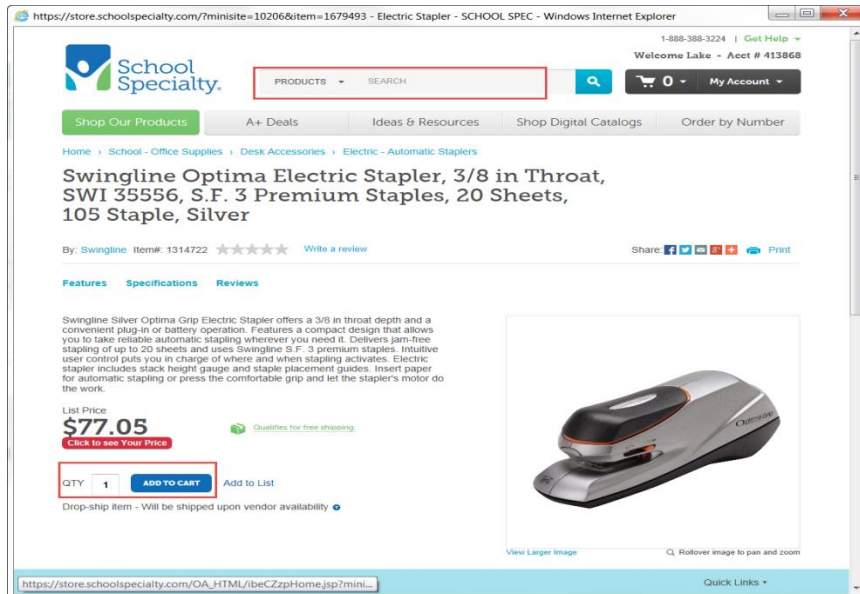 https://store.schoolspecialty.com/?minisite=10206&item=1679493 - Electric Stapler - SCHOOL SPEC - Windows Internet Explorer
1-888-388-3224 | Get Help
Welcome Lake - Acct # 413868
School
Specialty.
PRODUCTS SEARCH
0 My Account
Shop Our Products A+ Deals Ideas & Resources Shop Digital Catalogs Order by Number
Home › School - Office Supplies › Desk Accessories › Electric - Automatic Staplers
Swingline Optima Electric Stapler, 3/8 in Throat,
SWI 35556, S.F. 3 Premium Staples, 20 Sheets,
105 Staple, Silver
By: Swingline Item#: 1314722 Write a review
Share: Print
Features Specifications Reviews
Swingline Silver Optima Grip Electric Stapler offers a 3/8 in throat depth and a
convenient plug-in or battery operation. Features a compact design that allows
you to take reliable automatic stapling wherever you need it. Delivers jam-free
stapling of up to 20 sheets and uses Swingline S.F. 3 premium staples. Intuitive
user control puts you in charge of where and when stapling activates. Electric
stapler includes stack height gauge and staple placement guides. Insert paper
for automatic stapling or press the comfortable grip and let the stapler's motor do
the work.
List Price
$77.05
Click to see Your Price
Qualifies for free shipping.
QTY 1 ADD TO CART Add to List
Drop-ship item - Will be shipped upon vendor availability
View Larger Image
Rollover image to pan and zoom
https://store.schoolspecialty.com/OA_HTML/ibeCZzpHome.jsp?mini...
Quick Links